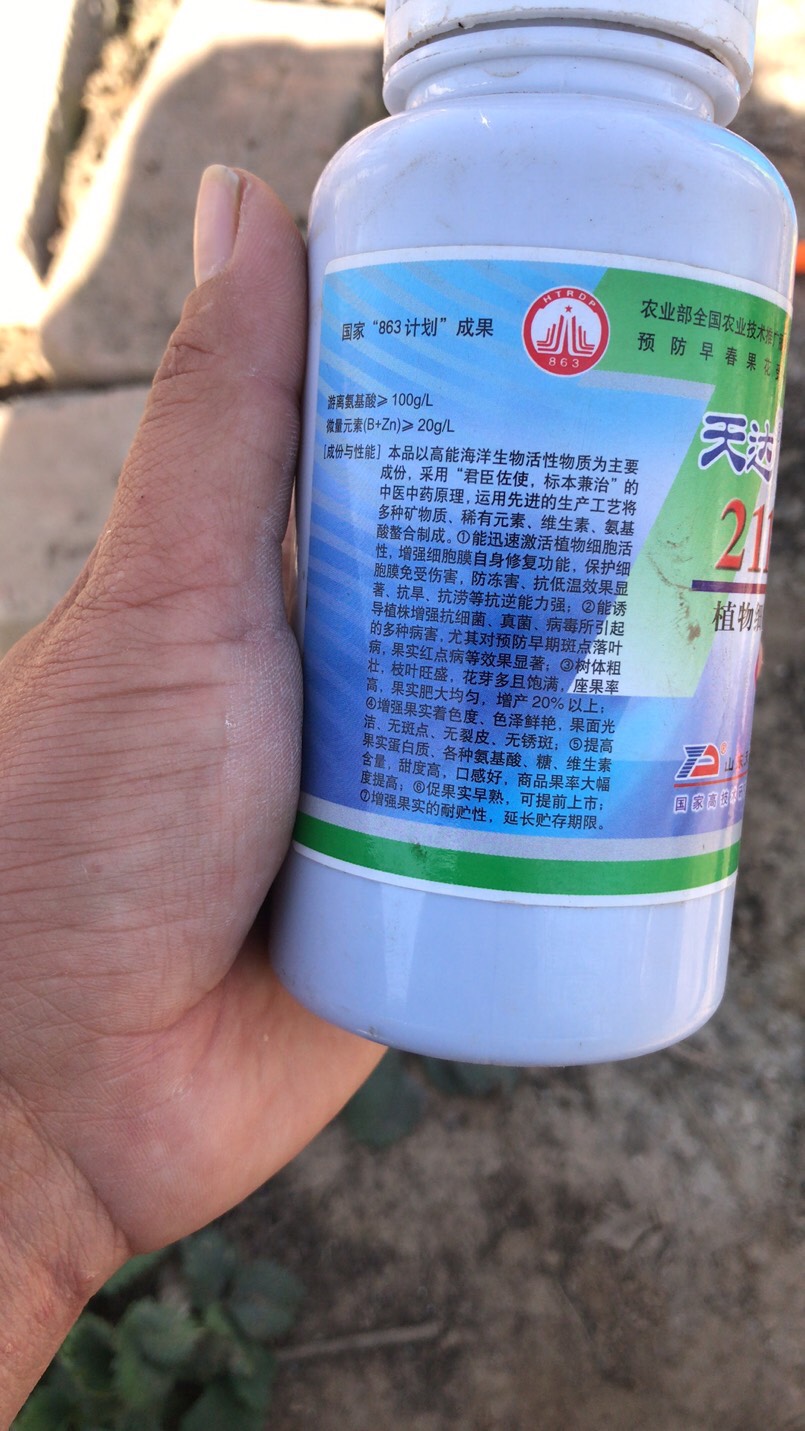 国家“863计划”成果
HTRDP
863
农业部全国农业技术推广
预防早春果花
游离氨基酸≥100g/L
微量元素(B+Zn)≥20g/L
[成份与性能]本品以高能海洋生物活性物质为主要
成份，采用“君臣佐使，标本兼治”的
中医中药原理，运用先进的生产工艺将
多种矿物质、稀有元素、维生素、氨基
酸螯合制成。①能迅速激活植物细胞活
性，增强细胞膜自身修复功能，保护细
胞膜免受伤害，防冻害、抗低温效果显
著、抗旱、抗涝等抗逆能力强；②能诱
导植株增强抗细菌、真菌、病毒所引起
的多种病害，尤其对预防早期斑点落叶
病，果实红点病等效果显著；③树体粗
壮，枝叶旺盛，花芽多且饱满，座果率
高，果实肥大均匀，增产20%以上；
④增强果实着色度、色泽鲜艳，果面光
洁、无斑点、无裂皮、无锈斑；⑤提高
果实蛋白质、各种氨基酸、糖、维生素
含量，甜度高，口感好，商品果率大幅
度提高；⑥促果实早熟，可提前上市；
⑦增强果实的耐贮性，延长贮存期限。
天达
211
植物细
山东
国家高技术